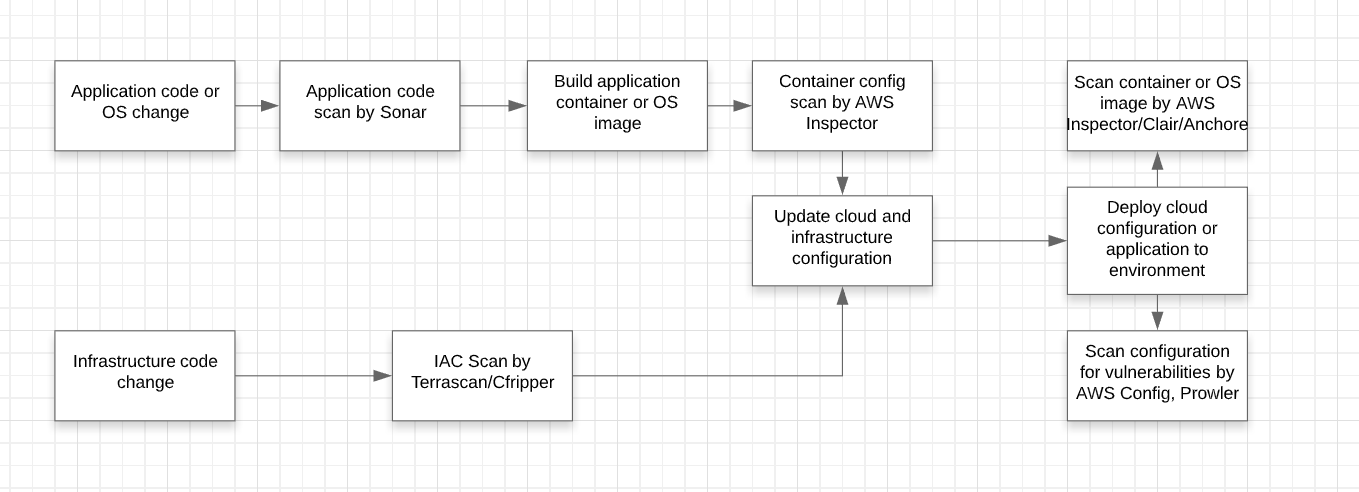 Application code or
OS change
Application code
scan by Sonar
Build application
container or OS
image
Container config
scan by AWS
Inspector
Scan container or OS
image by AWS
Inspector/Clair/Anchore
Update cloud and
infrastructure
configuration
Deploy cloud
configuration or
application to
environment
Infrastructure code
change
IAC Scan by
Terrascan/Cfripper
Scan configuration
for vulnerabilities by
AWS Config, Prowler